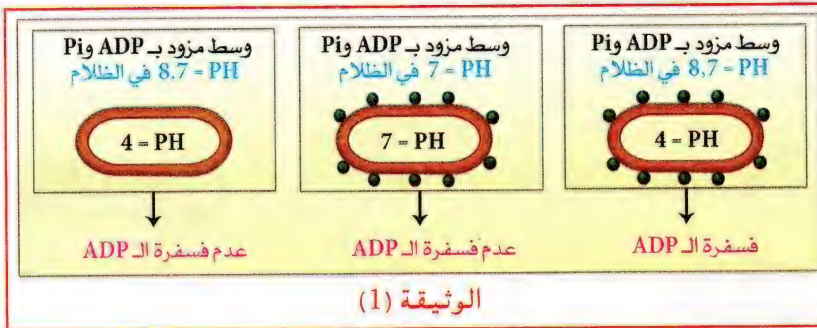 وسط مزود بـ ADP و Pi
PH = 8,7 في الظلام
PH = 4
فسفرة الـ ADP
وسط مزود بـ ADP و Pi
PH = 7 في الظلام
PH = 7
عدم فسفرة الـ ADP
وسط مزود بـ ADP و Pi
PH = 8.7 في الظلام
PH = 4
عدم فسفرة الـ ADP
الوثيقة (1)